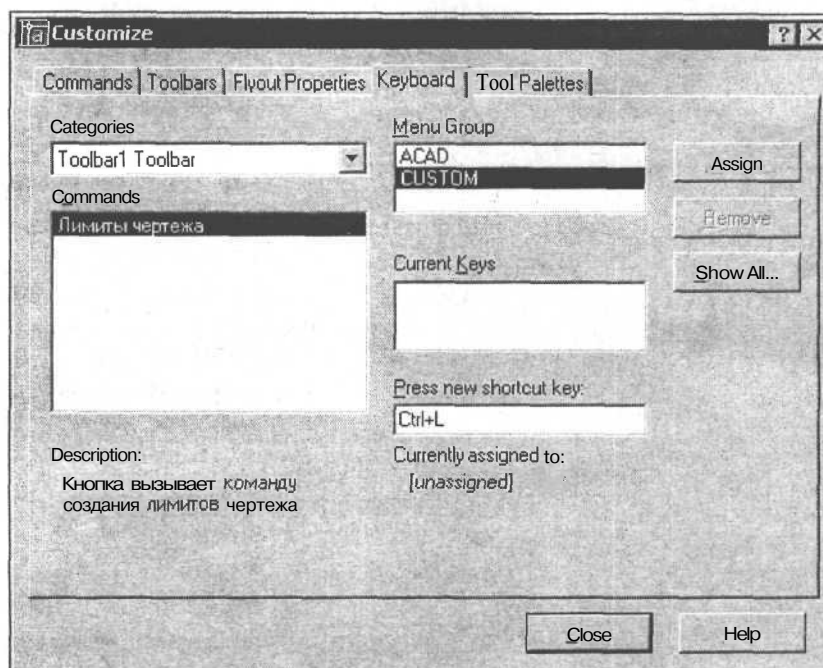 Customize
Commands Toolbars Flyout Properties Keyboard Tool Palettes
Categories
Toolbar1 Toolbar
Commands
Лимиты чертежа
Description:
Кнопка вызывает команду
создания лимитов чертежа
Menu Group
ACAD
CUSTOM
Current Keys
Press new shortcut key:
Ctrl+L
Currently assigned to:
[unassigned]
Assign
Remove
Show All...
Close
Help